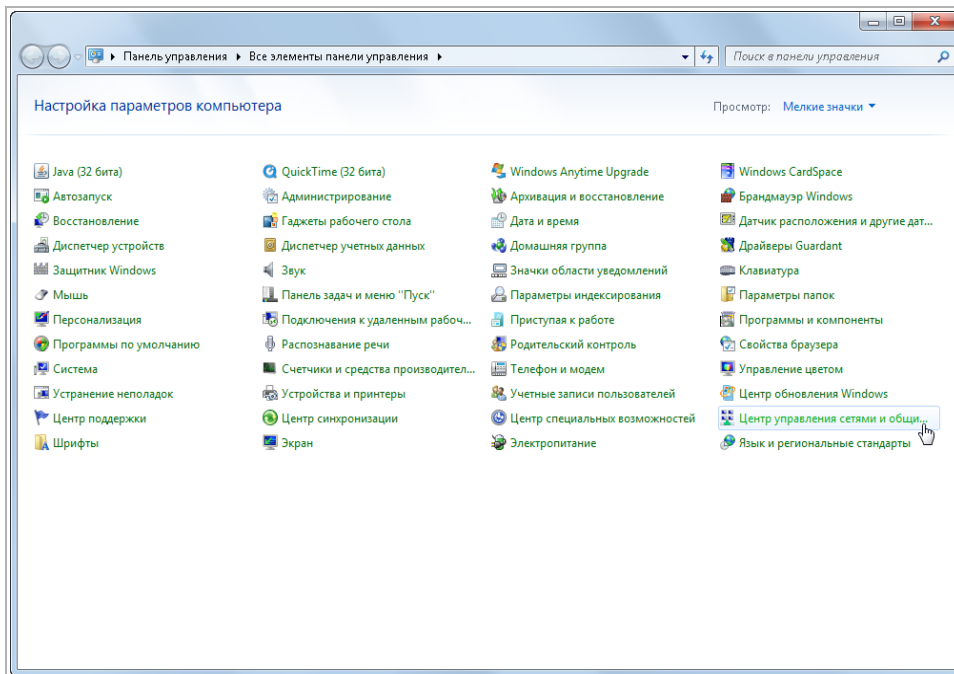 Панель управления ▸ Все элементы панели управления ▸ Поиск в панели управления
Настройка параметров компьютера
Просмотр: Мелкие значки
Java (32 бита) QuickTime (32 бита) Windows Anytime Upgrade Windows CardSpace
Автозапуск Администрирование Архивация и восстановление Брандмауэр Windows
Восстановление Гаджеты рабочего стола Дата и время Датчик расположения и другие дат...
Диспетчер устройств Диспетчер учетных данных Домашняя группа Драйверы Guardant
Защитник Windows Звук Значки области уведомлений Клавиатура
Мышь Панель задач и меню "Пуск" Параметры индексирования Параметры папок
Персонализация Подключения к удаленным рабоч... Приступая к работе Программы и компоненты
Программы по умолчанию Распознавание речи Родительский контроль Свойства браузера
Система Счетчики и средства производител... Телефон и модем Управление цветом
Устранение неполадок Устройства и принтеры Учетные записи пользователей Центр обновления Windows
Центр поддержки Центр синхронизации Центр специальных возможностей Центр управления сетями и общи...
Шрифты Экран Электропитание Язык и региональные стандарты